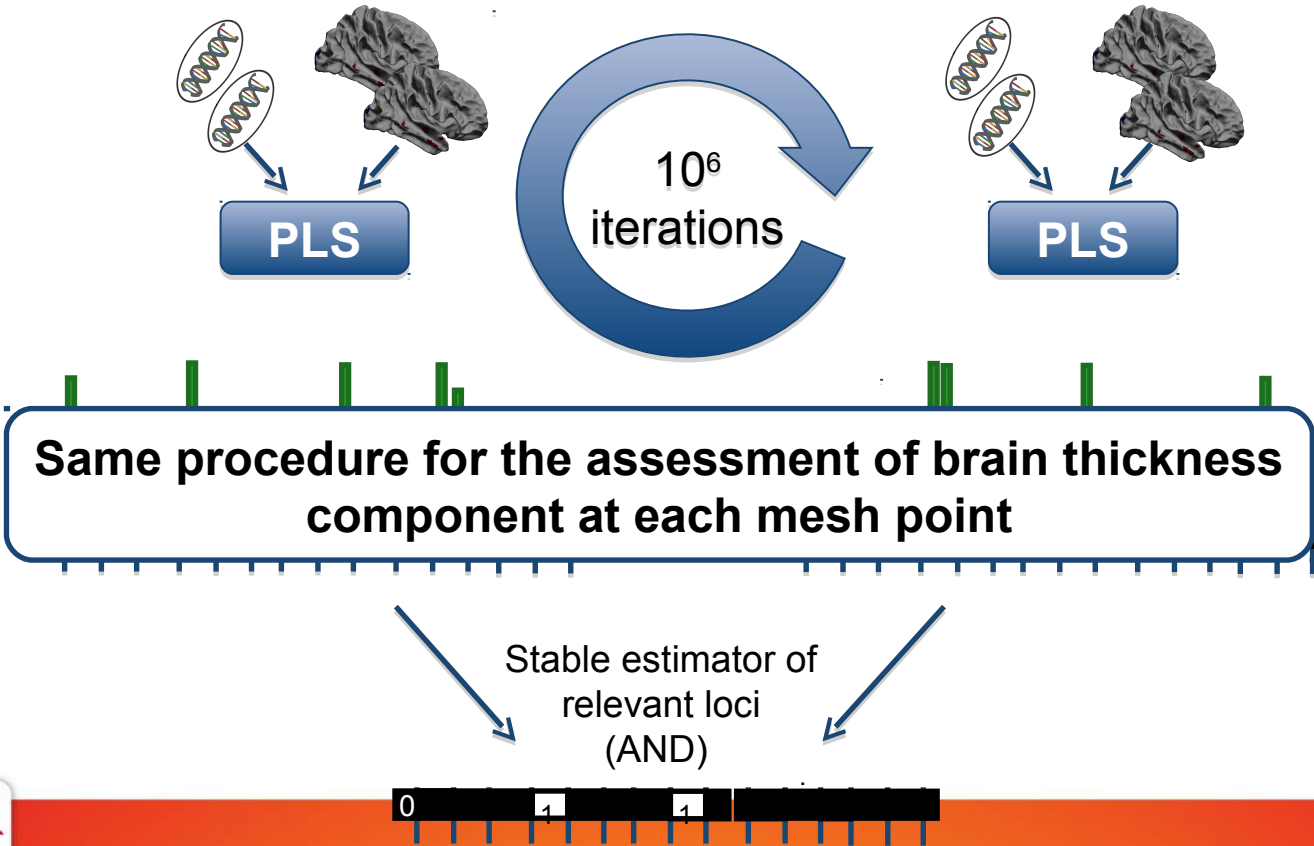 10⁶
iterations
PLS
PLS
Same procedure for the assessment of brain thickness
component at each mesh point
Stable estimator of
relevant loci
(AND)
0 1 1